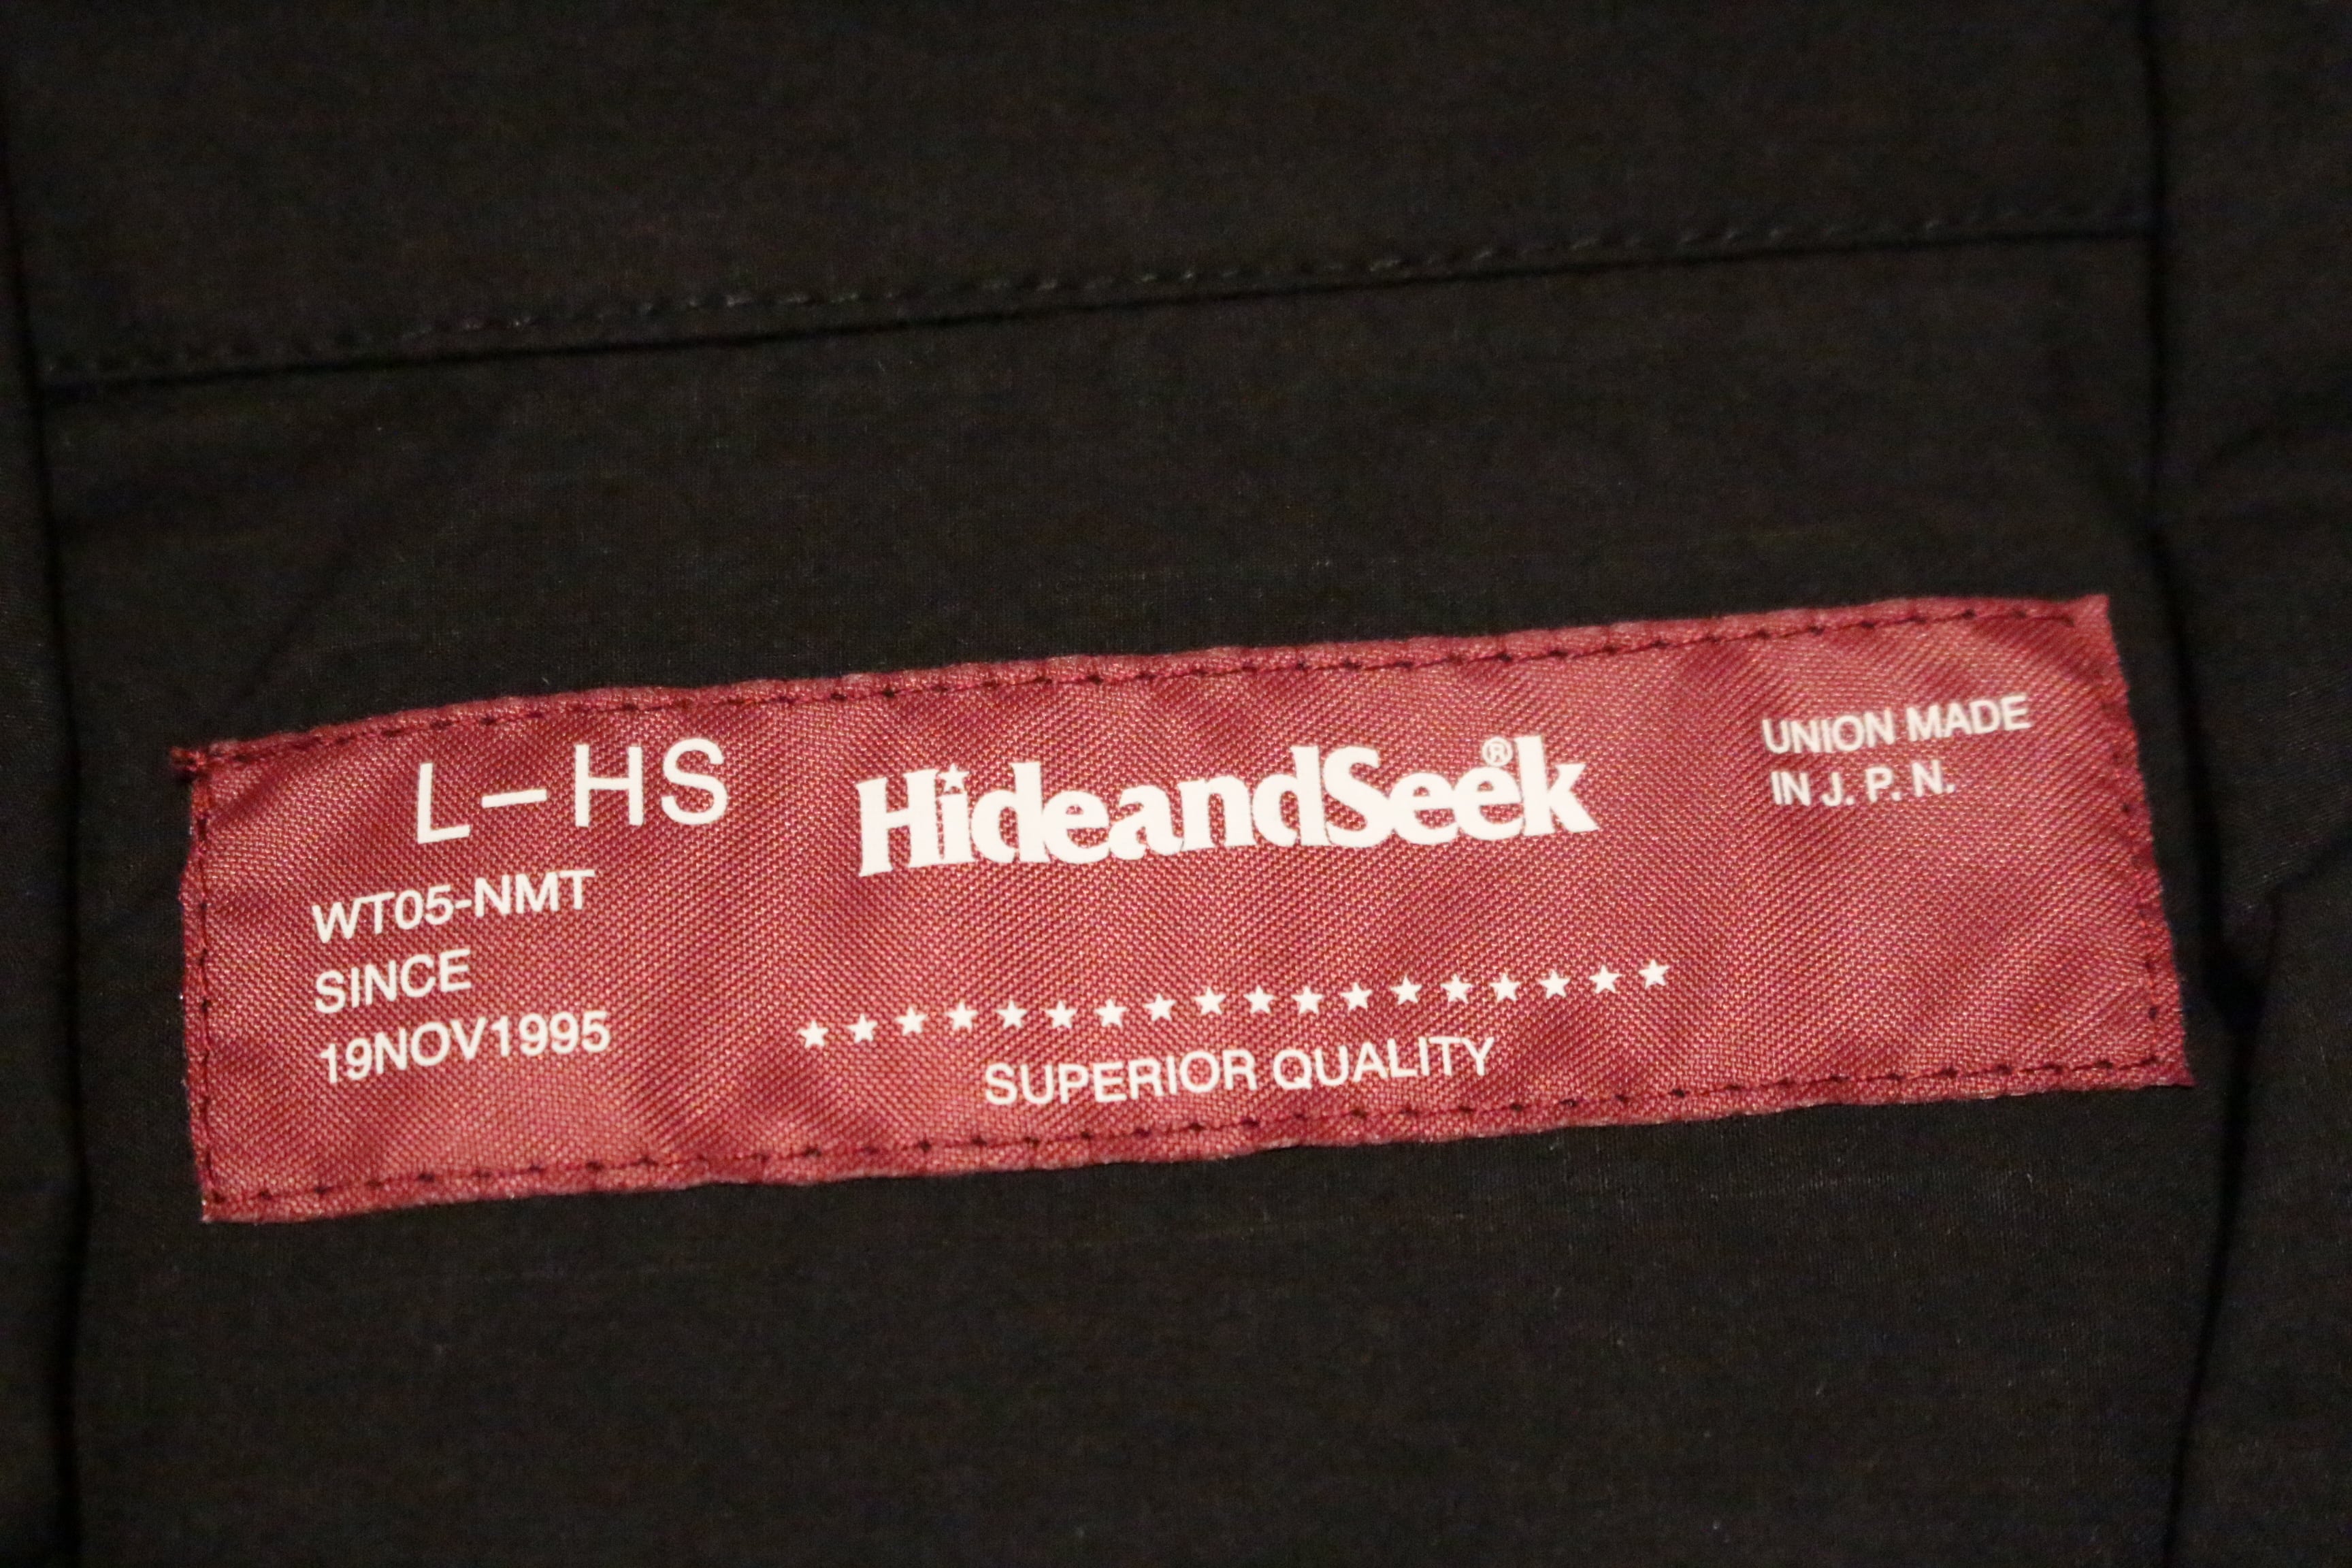 L-HS
WT05-NMT
SINCE
19NOV1995
HideandSeek®
★★★★★★★★★★★★★★★★★★
SUPERIOR QUALITY
UNION MADE
IN J. P. N.